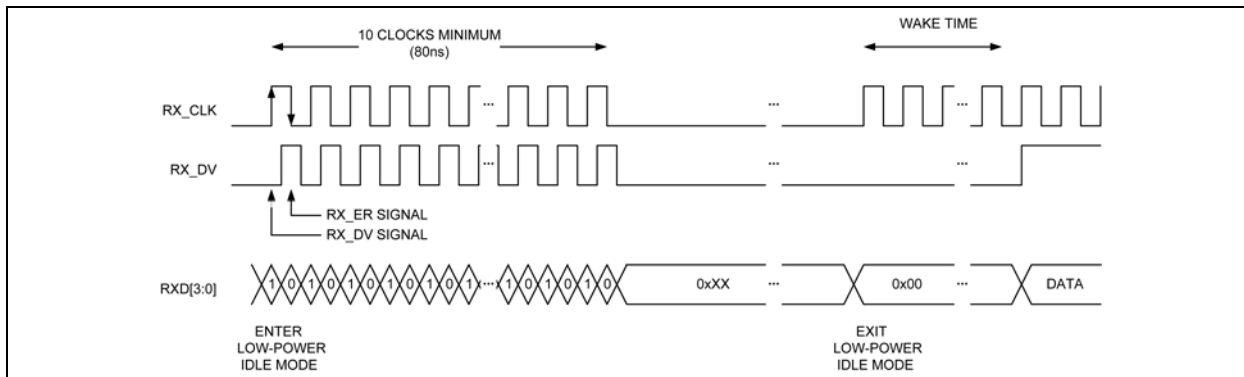 10 CLOCKS MINIMUM
(80ns)
WAKE TIME
RX_CLK
...
...
...
RX_DV
...
...
...
RX_ER SIGNAL
RX_DV SIGNAL
RXD[3:0]
1 0 1 0 1 0 1 0 1 0 1 ... 1 0 1 0 1 0
0xXX
...
0x00
...
DATA
ENTER
LOW-POWER
IDLE MODE
EXIT
LOW-POWER
IDLE MODE